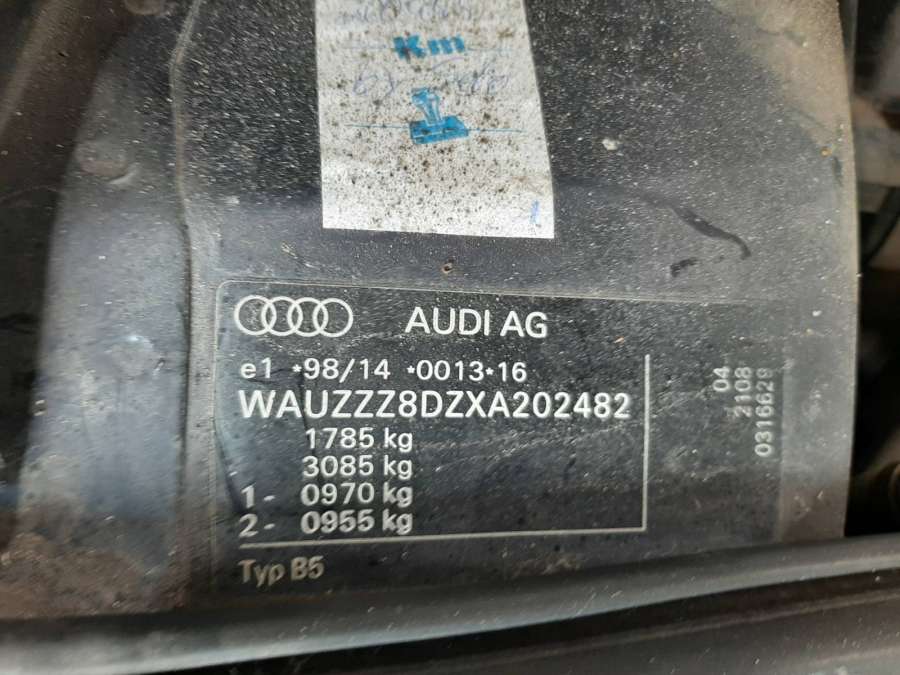 Km
AUDI AG
e1 *98/14 *0013*16
WAUZZZ8DZXA202482
1785 kg
3085 kg
1- 0970 kg
2- 0955 kg
Typ B5
04
2108
0316629